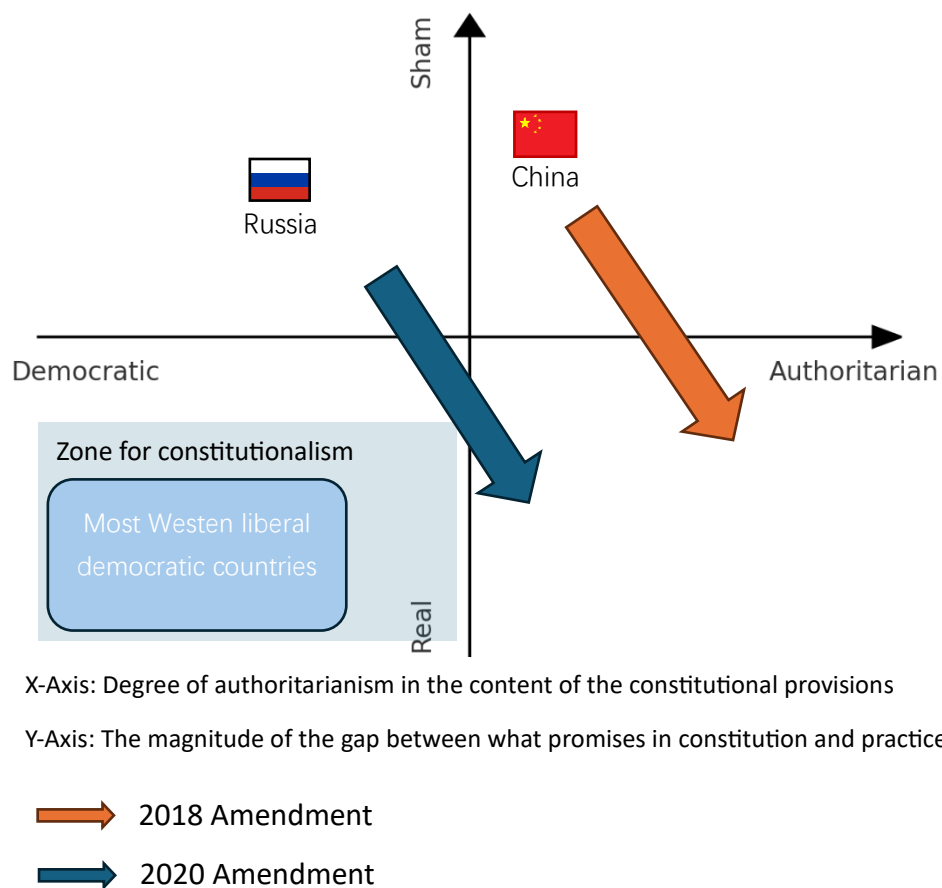 Sham
China
Russia
Democratic
Authoritarian
Zone for constitutionalism
Most Westen liberal
democratic countries
Real
X-Axis: Degree of authoritarianism in the content of the constitutional provisions
Y-Axis: The magnitude of the gap between what promises in constitution and practice
2018 Amendment
2020 Amendment